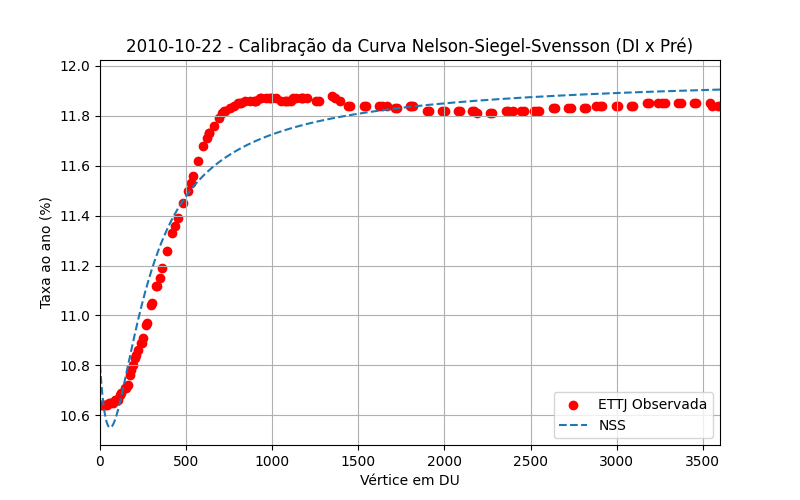 2010-10-22 - Calibração da Curva Nelson-Siegel-Svensson (DI x Pré)
12.0
11.8
11.6
11.4
11.2
11.0
10.8
10.6
Taxa ao ano (%)
ETTJ Observada
NSS
0 500 1000 1500 2000 2500 3000 3500
Vértice em DU